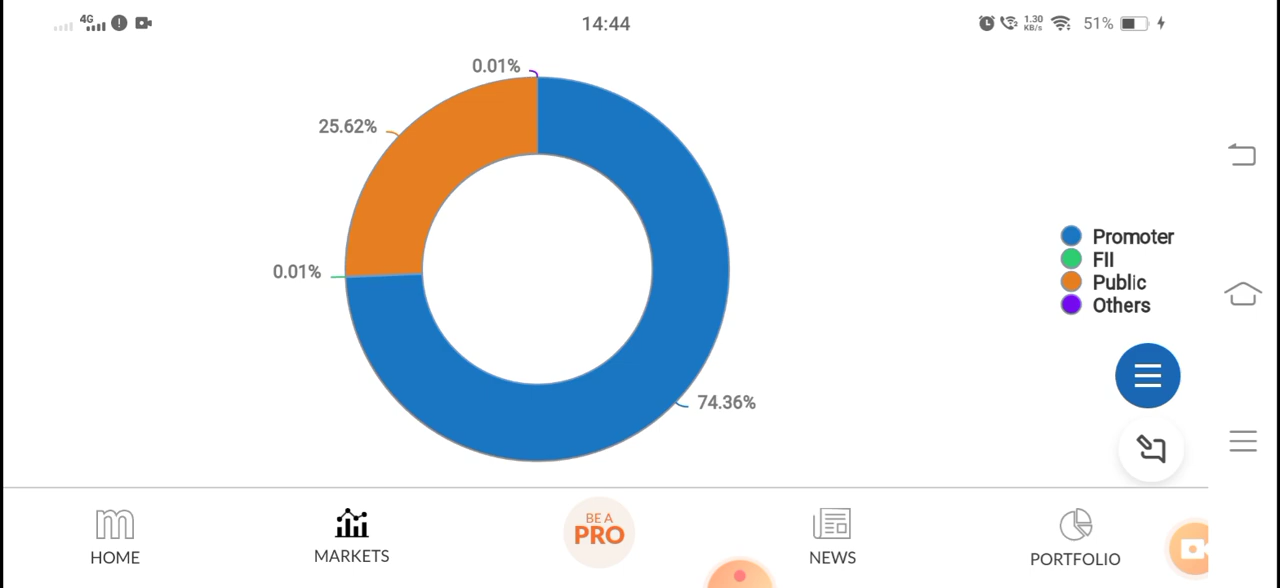 4G
14:44
1.30
KB/s
51%
0.01%
25.62%
0.01%
74.36%
Promoter
FII
Public
Others
HOME
MARKETS
BE A
PRO
NEWS
PORTFOLIO